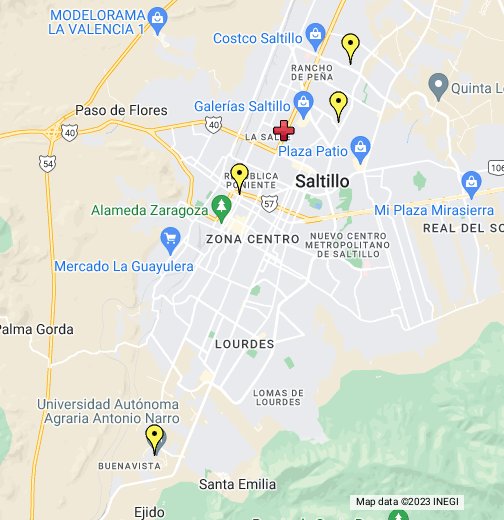 MODELORAMA
LA VALENCIA 1
Costco Saltillo
RANCHO
DE PEÑA
Quinta Lo
Galerías Saltillo
Paso de Flores
40
40
LA SALLE
54
Plaza Patio
106
REPÚBLICA
PONIENTE
Saltillo
57
Alameda Zaragoza
Mi Plaza Mirasierra
ZONA CENTRO
NUEVO CENTRO
METROPOLITANO
DE SALTILLO
REAL DEL SO
Mercado La Guayulera
Palma Gorda
LOURDES
LOMAS DE
LOURDES
Universidad Autónoma
Agraria Antonio Narro
BUENAVISTA
Santa Emilia
Map data ©2023 INEGI
Ejido